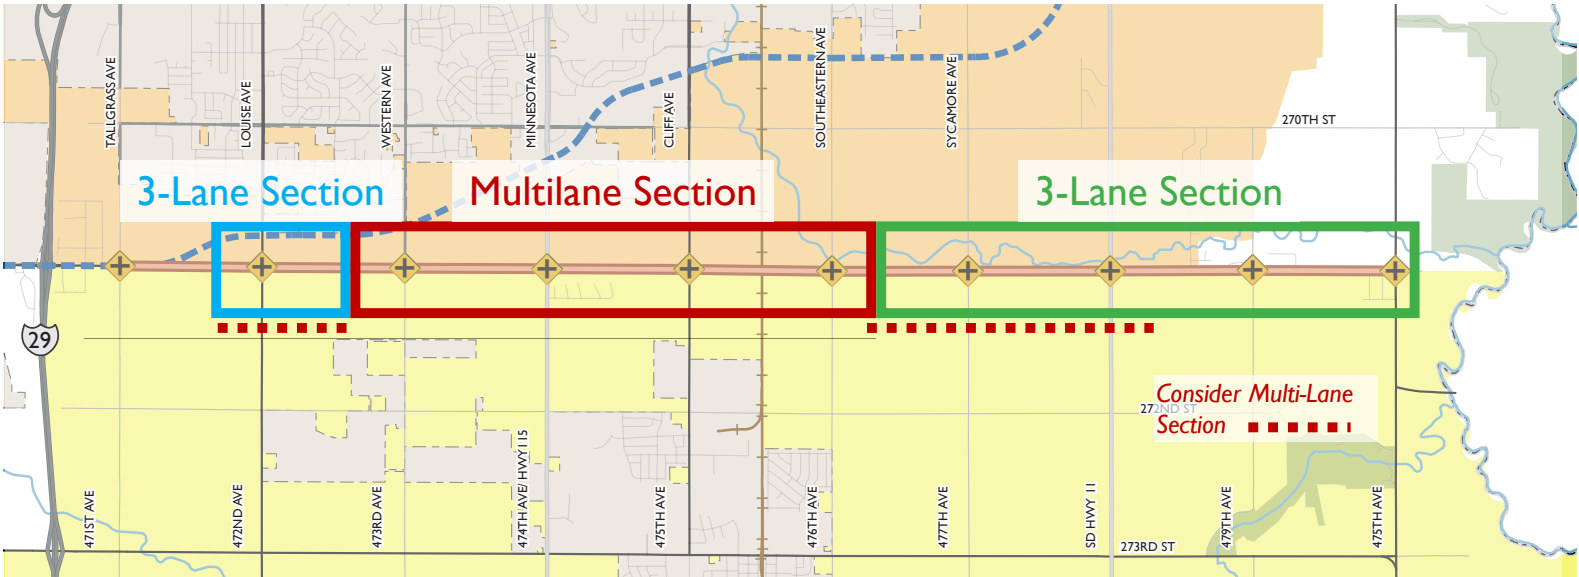 TALLGRASS AVE
LOUISE AVE
WESTERN AVE
MINNESOTA AVE
CLIFF AVE
SOUTHEASTERN AVE
SYCAMORE AVE
270TH ST
3-Lane Section
Multilane Section
3-Lane Section
29
Consider Multi-Lane
Section
272ND ST
471ST AVE
472ND AVE
473RD AVE
474TH AVE/ HWY115
475TH AVE
476TH AVE
477TH AVE
SD HWY 11
479TH AVE
475TH AVE
273RD ST